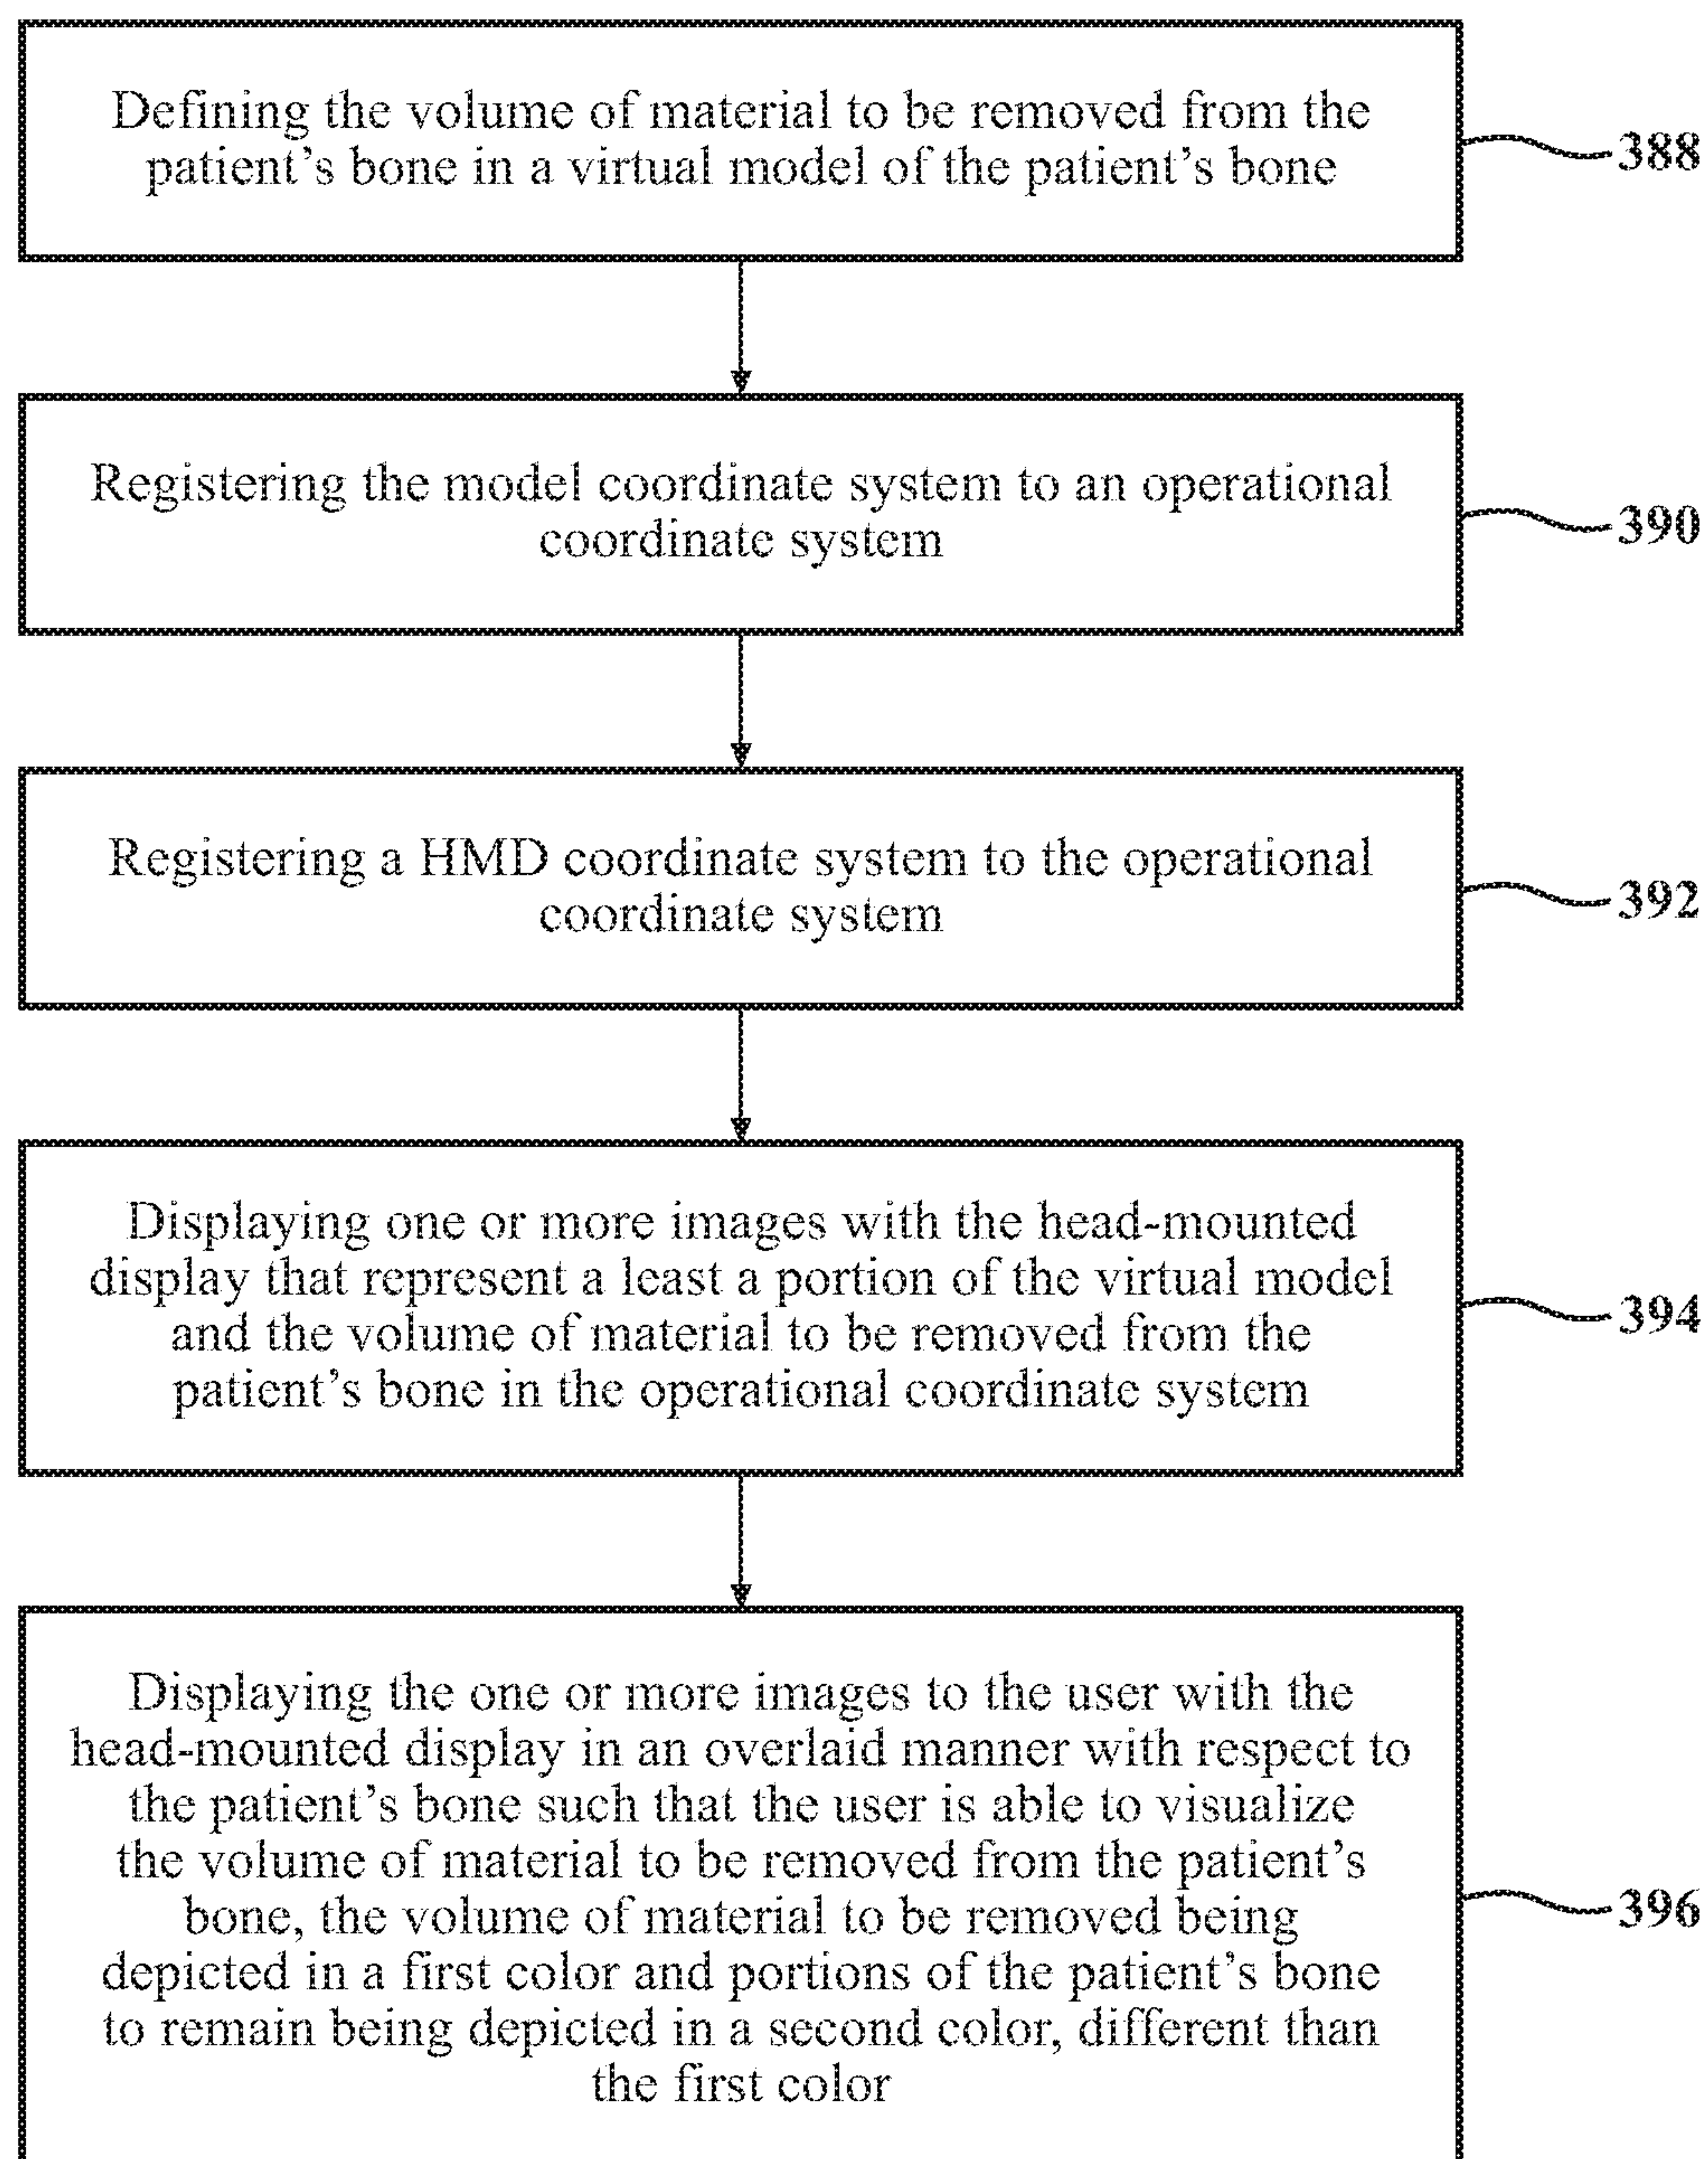 Defining the volume of material to be removed from the
patient’s bone in a virtual model of the patient’s bone
388
Registering the model coordinate system to an operational
coordinate system
390
Registering a HMD coordinate system to the operational
coordinate system
392
Displaying one or more images with the head-mounted
display that represent a least a portion of the virtual model
and the volume of material to be removed from the
patient’s bone in the operational coordinate system
394
Displaying the one or more images to the user with the
head-mounted display in an overlaid manner with respect to
the patient’s bone such that the user is able to visualize
the volume of material to be removed from the patient’s
bone, the volume of material to be removed being
depicted in a first color and portions of the patient’s bone
to remain being depicted in a second color, different than
the first color
396